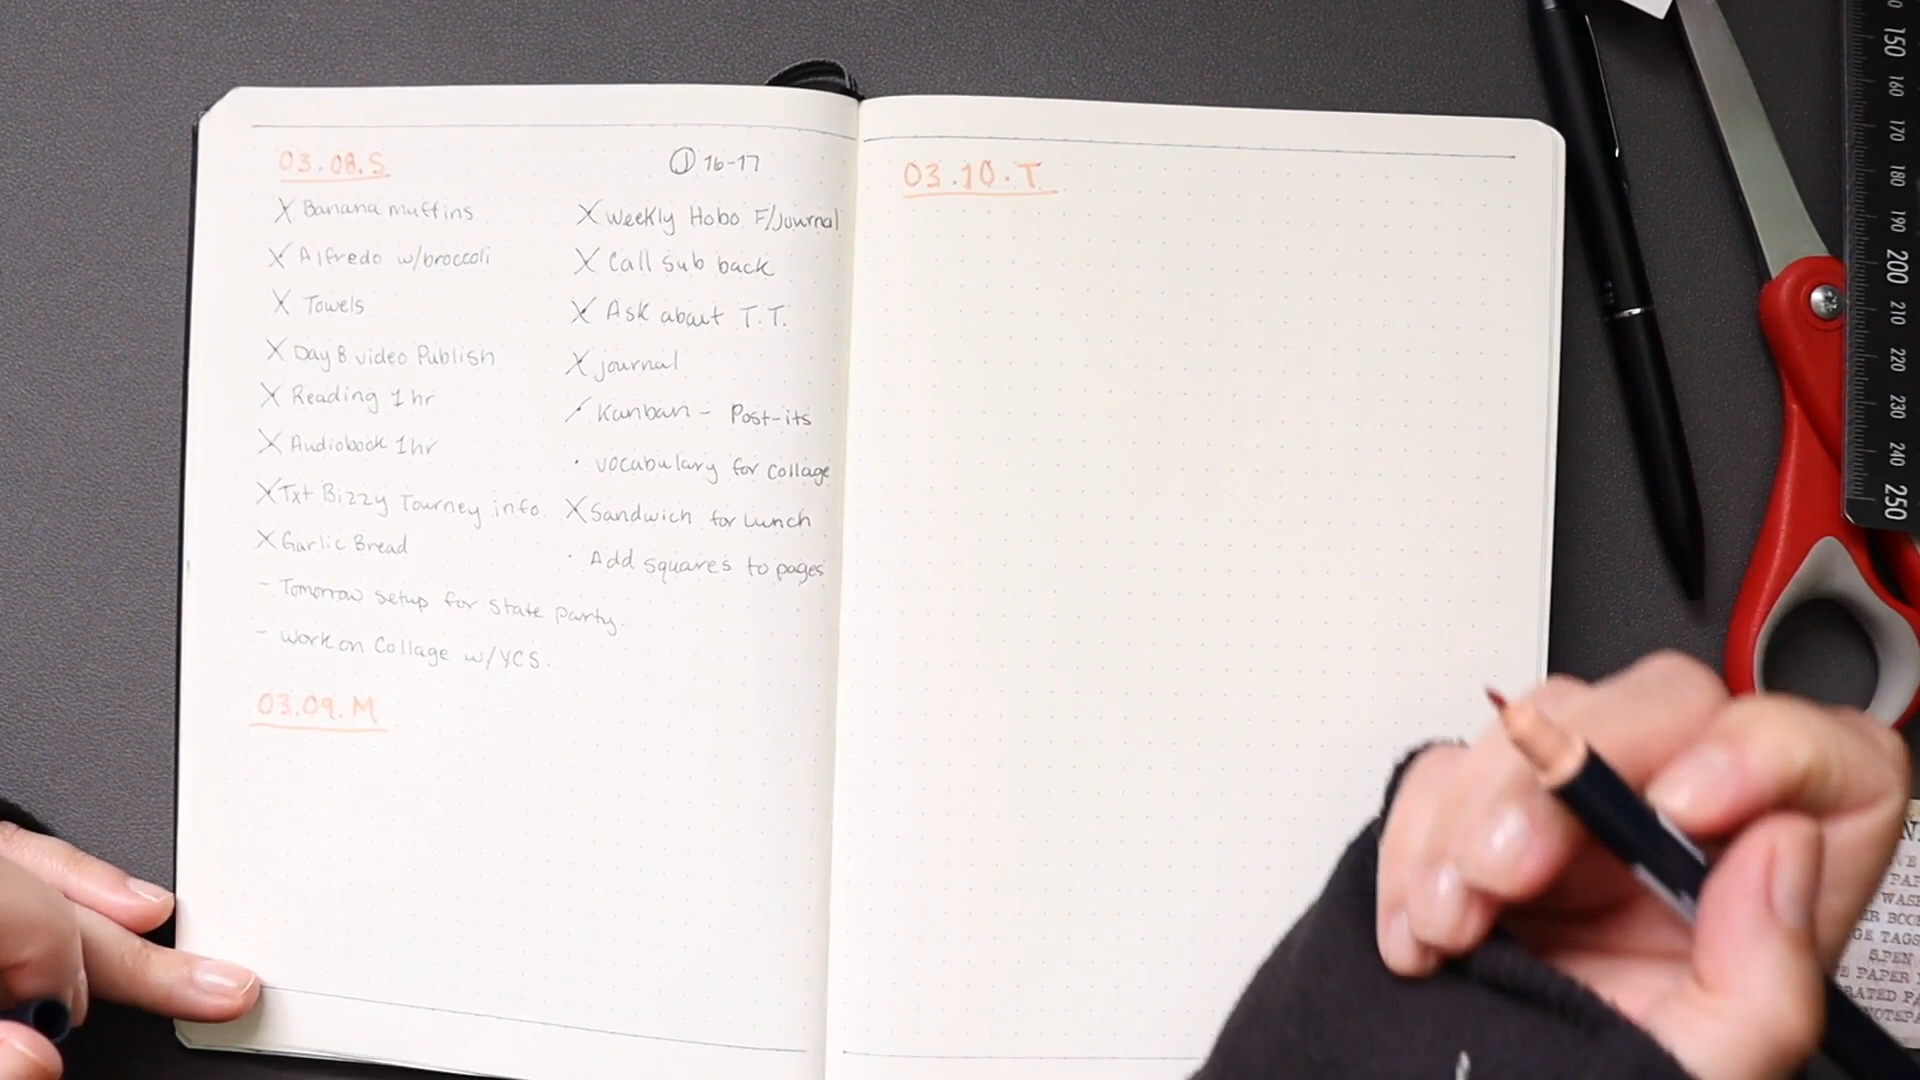 03.08.S
① 16-17
X Banana muffins
X Alfredo w/broccoli
X Towels
X Day 8 video Publish
X Reading 1hr
X Audiobook 1hr
X Txt Bizzy Tourney info.
X Garlic Bread
- Tomorrow setup for state party.
- work on Collage w/YCS.
X weekly Hobo F/Journal
X Call sub back
X Ask about T.T.
X journal
/ Kanban - Post-its
· vocabulary for collage
X Sandwich for Lunch
· Add squares to pages
03.09.M
03.10.T
150
160
170
180
190
200
210
220
230
240
250
PAPER